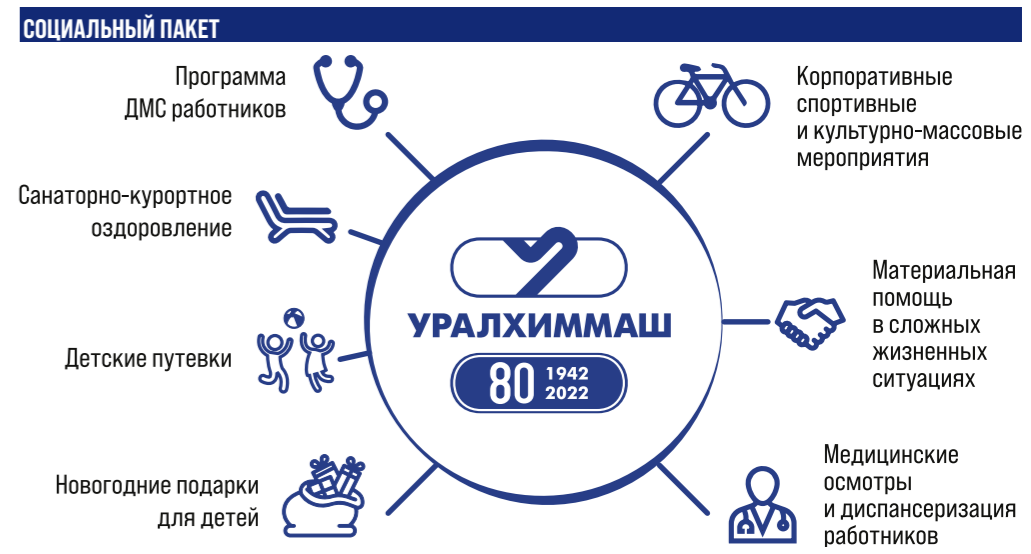 СОЦИАЛЬНЫЙ ПАКЕТ
Программа
ДМС работников
Санаторно-курортное
оздоровление
Детские путевки
Новогодние подарки
для детей
УРАЛХИММАШ
80 1942
2022
Корпоративные
спортивные
и культурно-массовые
мероприятия
Материальная
помощь
в сложных
жизненных
ситуациях
Медицинские
осмотры
и диспансеризация
работников